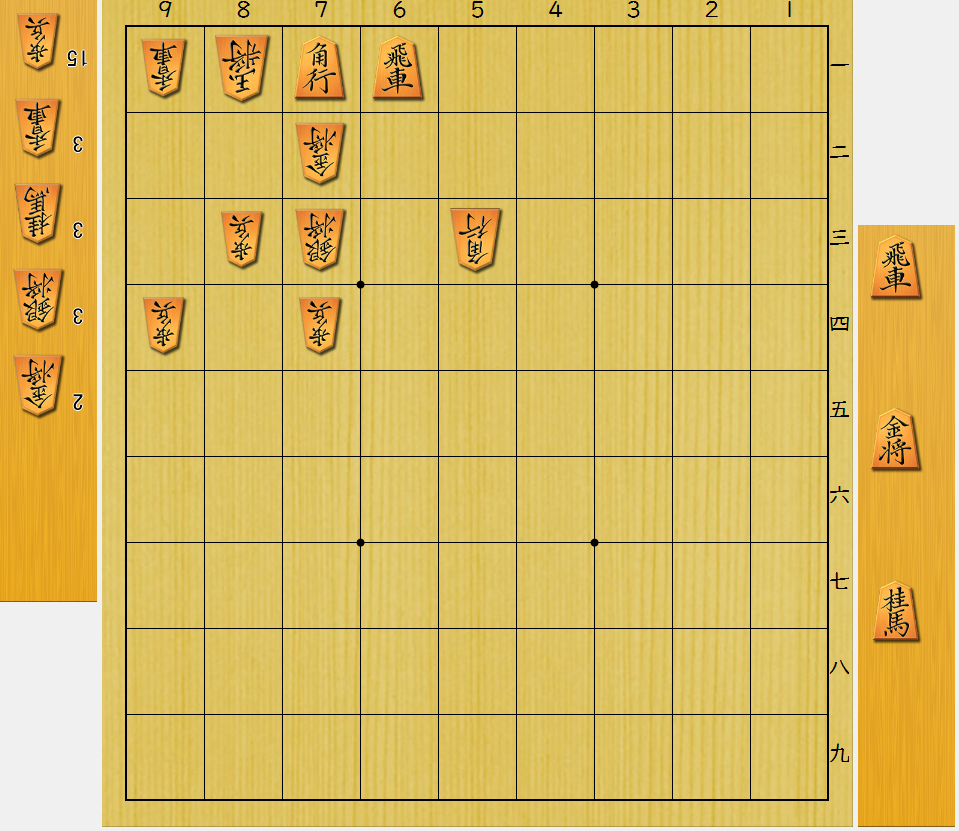 9 8 7 6 5 4 3 2 1
香車 玉将 角行 飛車 一
金将 二
歩兵 銀将 角行 三
歩兵 歩兵 四
五
六
七
八
九
歩兵 15
香車 3
桂馬 3
銀将 3
金将 2
飛車
金将
桂馬